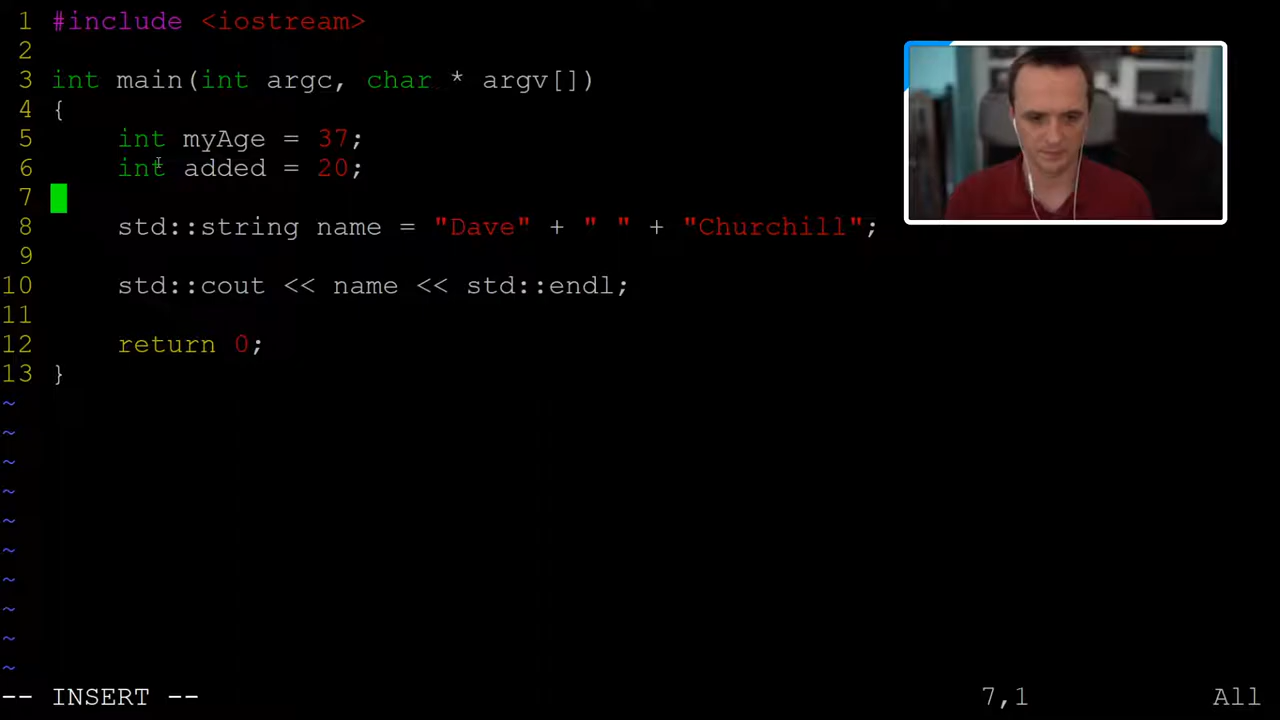 1 #include <iostream>
2
3 int main(int argc, char * argv[])
4 {
5     int myAge = 37;
6     int added = 20;
7
8     std::string name = "Dave" + " " + "Churchill";
9
10     std::cout << name << std::endl;
11
12     return 0;
13 }
~
~
~
~
~
~
~
~
~
~
-- INSERT -- 7,1 All